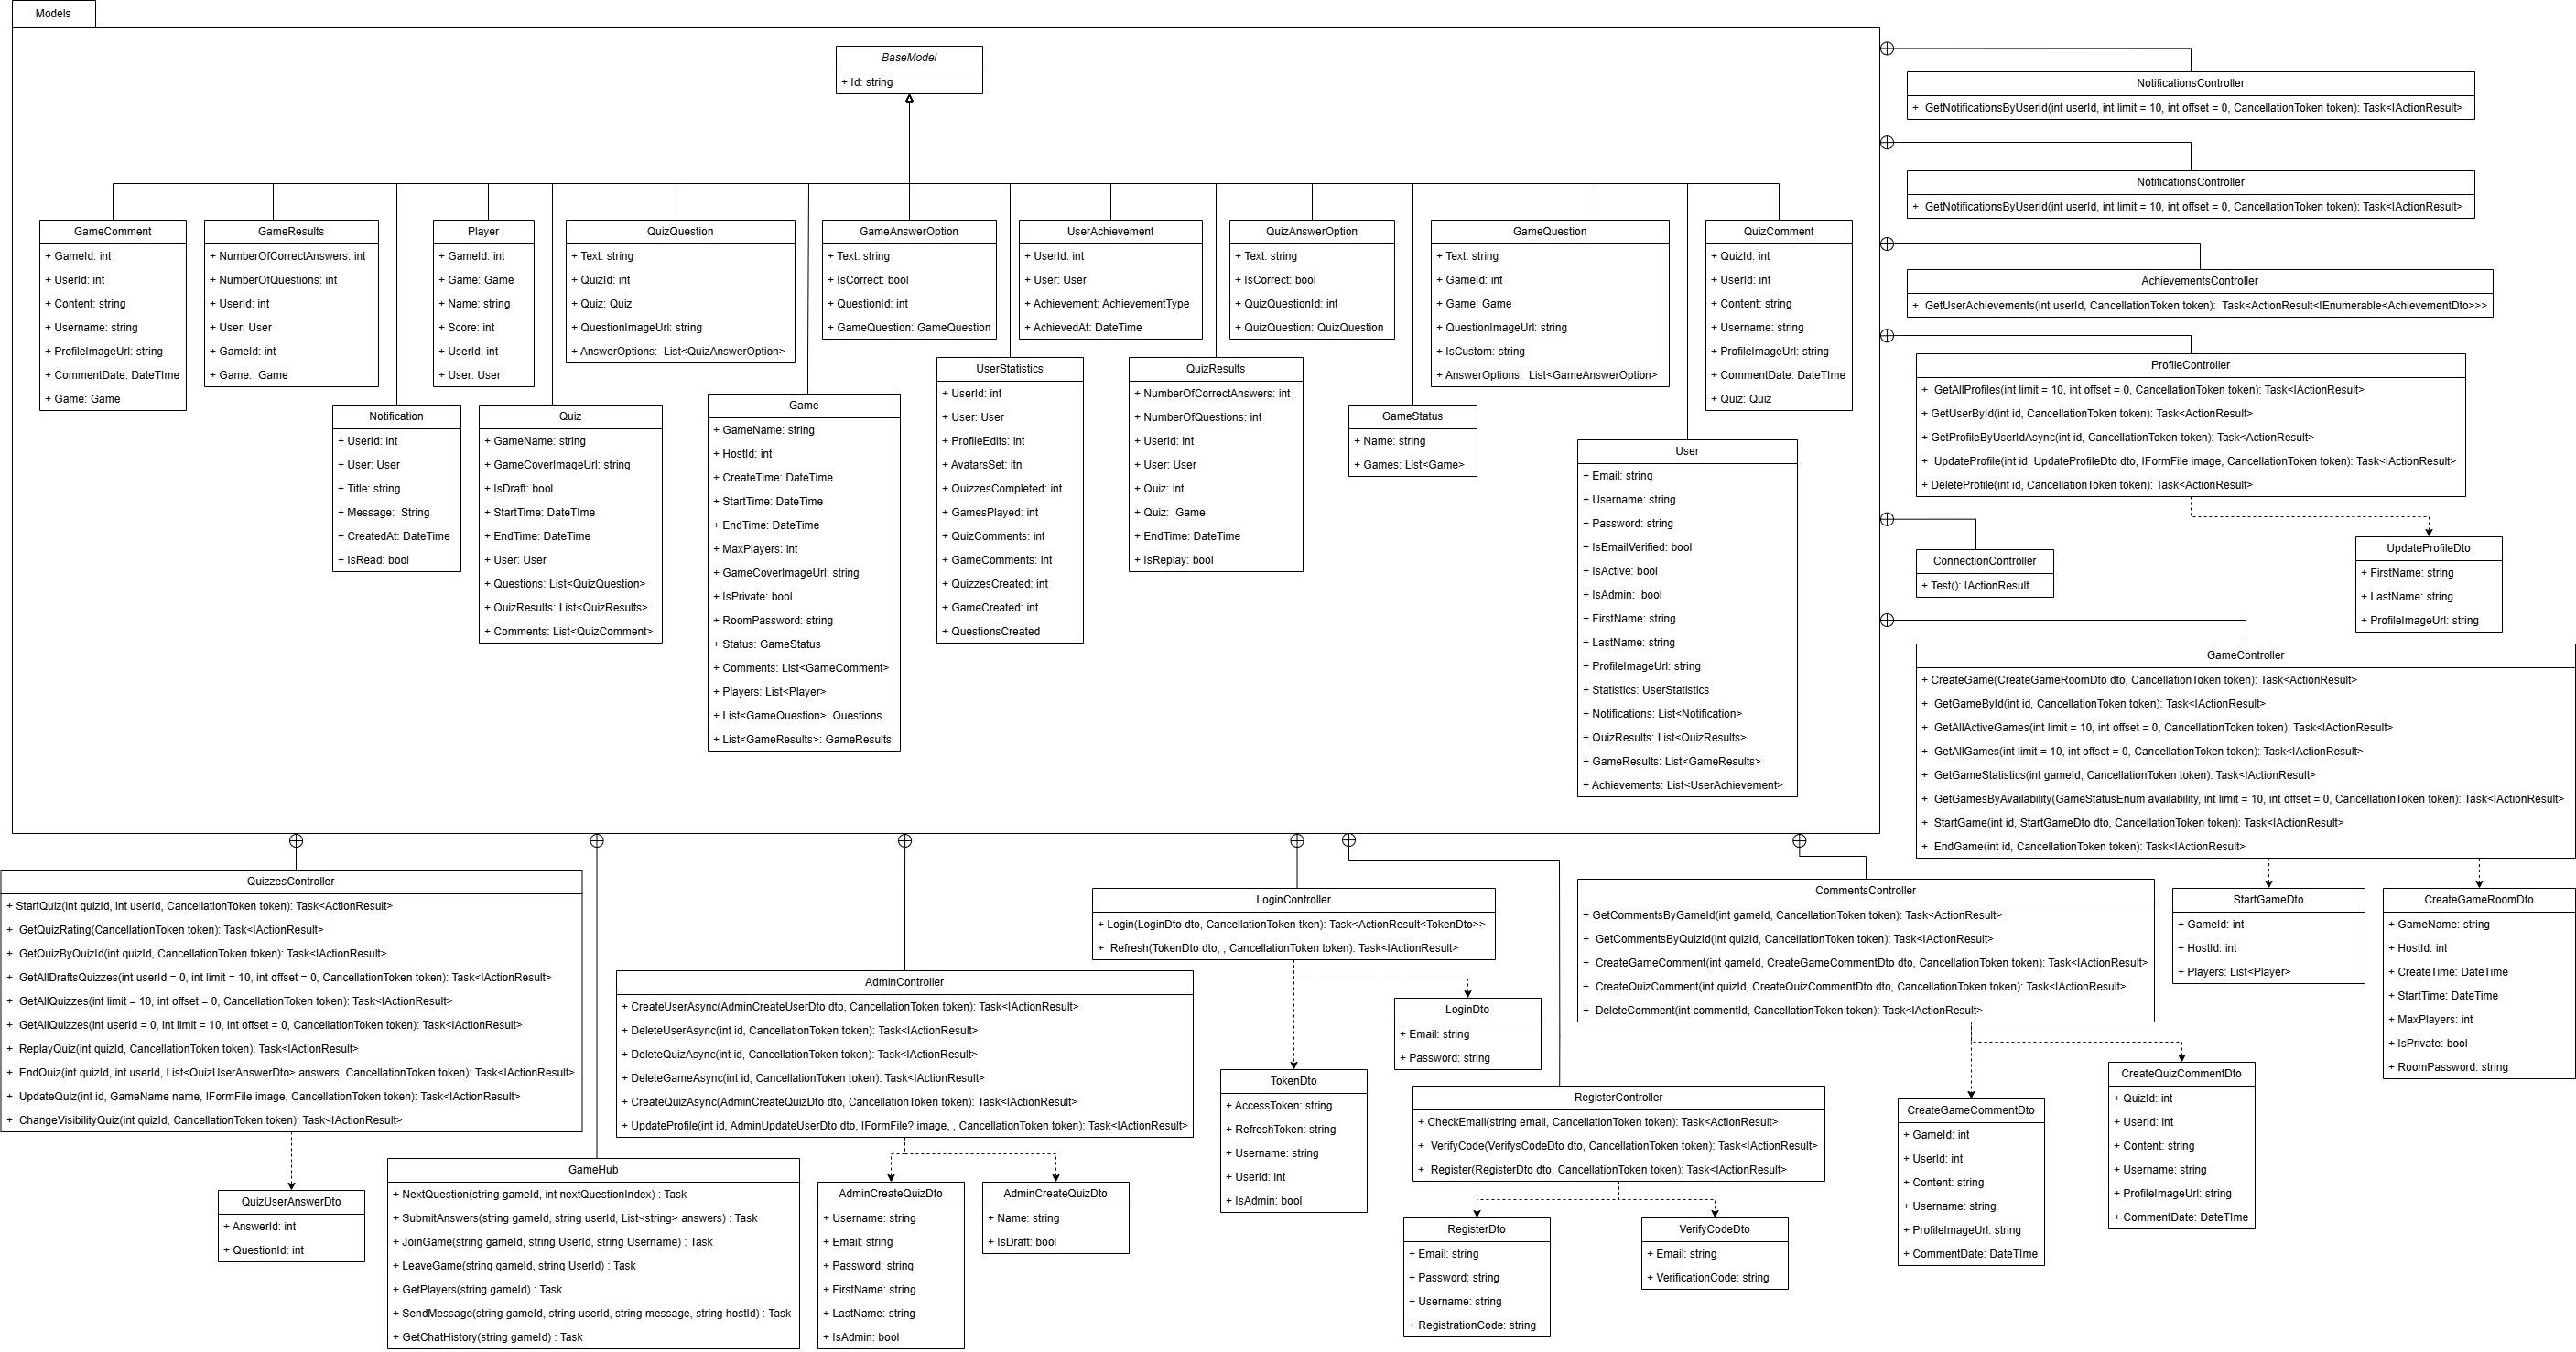 Models
BaseModel
+ Id: string
GameComment
+ GameId: int
+ UserId: int
+ Content: string
+ Username: string
+ ProfileImageUrl: string
+ CommentDate: DateTIme
+ Game: Game
GameResults
+ NumberOfCorrectAnswers: int
+ NumberOfQuestions: int
+ UserId: int
+ User: User
+ GameId: int
+ Game:  Game
Notification
+ UserId: int
+ User: User
+ Title: string
+ Message:  String
+ CreatedAt: DateTime
+ IsRead: bool
Player
+ GameId: int
+ Game: Game
+ Name: string
+ Score: int
+ UserId: int
+ User: User
Quiz
+ GameName: string
+ GameCoverImageUrl: string
+ IsDraft: bool
+ StartTime: DateTIme
+ EndTime: DateTime
+ User: User
+ Questions: List<QuizQuestion>
+ QuizResults: List<QuizResults>
+ Comments: List<QuizComment>
QuizQuestion
+ Text: string
+ QuizId: int
+ Quiz: Quiz
+ QuestionImageUrl: string
+ AnswerOptions:  List<QuizAnswerOption>
Game
+ GameName: string
+ HostId: int
+ CreateTime: DateTime
+ StartTime: DateTime
+ EndTime: DateTime
+ MaxPlayers: int
+ GameCoverImageUrl: string
+ IsPrivate: bool
+ RoomPassword: string
+ Status: GameStatus
+ Comments: List<GameComment>
+ Players: List<Player>
+ List<GameQuestion>: Questions
+ List<GameResults>: GameResults
GameAnswerOption
+ Text: string
+ IsCorrect: bool
+ QuestionId: int
+ GameQuestion: GameQuestion
UserStatistics
+ UserId: int
+ User: User
+ ProfileEdits: int
+ AvatarsSet: itn
+ QuizzesCompleted: int
+ GamesPlayed: int
+ QuizComments: int
+ GameComments: int
+ QuizzesCreated: int
+ GameCreated: int
+ QuestionsCreated
UserAchievement
+ UserId: int
+ User: User
+ Achievement: AchievementType
+ AchievedAt: DateTime
QuizResults
+ NumberOfCorrectAnswers: int
+ NumberOfQuestions: int
+ UserId: int
+ User: User
+ Quiz: int
+ Quiz:  Game
+ EndTime: DateTime
+ IsReplay: bool
QuizAnswerOption
+ Text: string
+ IsCorrect: bool
+ QuizQuestionId: int
+ QuizQuestion: QuizQuestion
GameStatus
+ Name: string
+ Games: List<Game>
GameQuestion
+ Text: string
+ GameId: int
+ Game: Game
+ QuestionImageUrl: string
+ IsCustom: string
+ AnswerOptions:  List<GameAnswerOption>
User
+ Email: string
+ Username: string
+ Password: string
+ IsEmailVerified: bool
+ IsActive: bool
+ IsAdmin:  bool
+ FirstName: string
+ LastName: string
+ ProfileImageUrl: string
+ Statistics: UserStatistics
+ Notifications: List<Notification>
+ QuizResults: List<QuizResults>
+ GameResults: List<GameResults>
+ Achievements: List<UserAchievement>
QuizComment
+ QuizId: int
+ UserId: int
+ Content: string
+ Username: string
+ ProfileImageUrl: string
+ CommentDate: DateTIme
+ Quiz: Quiz
NotificationsController
+  GetNotificationsByUserId(int userId, int limit = 10, int offset = 0, CancellationToken token): Task<IActionResult>
NotificationsController
+  GetNotificationsByUserId(int userId, int limit = 10, int offset = 0, CancellationToken token): Task<IActionResult>
AchievementsController
+  GetUserAchievements(int userId, CancellationToken token):  Task<ActionResult<IEnumerable<AchievementDto>>>
ProfileController
+  GetAllProfiles(int limit = 10, int offset = 0, CancellationToken token): Task<IActionResult>
+ GetUserById(int id, CancellationToken token): Task<ActionResult>
+ GetProfileByUserIdAsync(int id, CancellationToken token): Task<ActionResult>
+  UpdateProfile(int id, UpdateProfileDto dto, IFormFile image, CancellationToken token): Task<IActionResult>
+ DeleteProfile(int id, CancellationToken token): Task<ActionResult>
UpdateProfileDto
+ FirstName: string
+ LastName: string
+ ProfileImageUrl: string
ConnectionController
+ Test(): IActionResult
GameController
+ CreateGame(CreateGameRoomDto dto, CancellationToken token): Task<ActionResult>
+  GetGameById(int id, CancellationToken token): Task<IActionResult>
+  GetAllActiveGames(int limit = 10, int offset = 0, CancellationToken token): Task<IActionResult>
+  GetAllGames(int limit = 10, int offset = 0, CancellationToken token): Task<IActionResult>
+  GetGameStatistics(int gameId, CancellationToken token): Task<IActionResult>
+  GetGamesByAvailability(GameStatusEnum availability, int limit = 10, int offset = 0, CancellationToken token): Task<IActionResult>
+  StartGame(int id, StartGameDto dto, CancellationToken token): Task<IActionResult>
+  EndGame(int id, CancellationToken token): Task<IActionResult>
StartGameDto
+ GameId: int
+ HostId: int
+ Players: List<Player>
CreateGameRoomDto
+ GameName: string
+ HostId: int
+ CreateTime: DateTime
+ StartTime: DateTime
+ MaxPlayers: int
+ IsPrivate: bool
+ RoomPassword: string
QuizzesController
+ StartQuiz(int quizId, int userId, CancellationToken token): Task<ActionResult>
+  GetQuizRating(CancellationToken token): Task<IActionResult>
+  GetQuizByQuizId(int quizId, CancellationToken token): Task<IActionResult>
+  GetAllDraftsQuizzes(int userId = 0, int limit = 10, int offset = 0, CancellationToken token): Task<IActionResult>
+  GetAllQuizzes(int limit = 10, int offset = 0, CancellationToken token): Task<IActionResult>
+  GetAllQuizzes(int userId = 0, int limit = 10, int offset = 0, CancellationToken token): Task<IActionResult>
+  ReplayQuiz(int quizId, CancellationToken token): Task<IActionResult>
+  EndQuiz(int quizId, int userId, List<QuizUserAnswerDto> answers, CancellationToken token): Task<IActionResult>
+  UpdateQuiz(int id, GameName name, IFormFile image, CancellationToken token): Task<IActionResult>
+  ChangeVisibilityQuiz(int quizId, CancellationToken token): Task<IActionResult>
QuizUserAnswerDto
+ AnswerId: int
+ QuestionId: int
GameHub
+ NextQuestion(string gameId, int nextQuestionIndex) : Task
+ SubmitAnswers(string gameId, string userId, List<string> answers) : Task
+ JoinGame(string gameId, string UserId, string Username) : Task
+ LeaveGame(string gameId, string UserId) : Task
+ GetPlayers(string gameId) : Task
+ SendMessage(string gameId, string userId, string message, string hostId) : Task
+ GetChatHistory(string gameId) : Task
AdminController
+ CreateUserAsync(AdminCreateUserDto dto, CancellationToken token): Task<IActionResult>
+ DeleteUserAsync(int id, CancellationToken token): Task<IActionResult>
+ DeleteQuizAsync(int id, CancellationToken token): Task<IActionResult>
+ DeleteGameAsync(int id, CancellationToken token): Task<IActionResult>
+ CreateQuizAsync(AdminCreateQuizDto dto, CancellationToken token): Task<IActionResult>
+ UpdateProfile(int id, AdminUpdateUserDto dto, IFormFile? image, , CancellationToken token): Task<IActionResult>
AdminCreateQuizDto
+ Username: string
+ Email: string
+ Password: string
+ FirstName: string
+ LastName: string
+ IsAdmin: bool
AdminCreateQuizDto
+ Name: string
+ IsDraft: bool
LoginController
+ Login(LoginDto dto, CancellationToken tken): Task<ActionResult<TokenDto>>
+  Refresh(TokenDto dto, , CancellationToken token): Task<IActionResult>
LoginDto
+ Email: string
+ Password: string
TokenDto
+ AccessToken: string
+ RefreshToken: string
+ Username: string
+ UserId: int
+ IsAdmin: bool
RegisterController
+ CheckEmail(string email, CancellationToken token): Task<ActionResult>
+  VerifyCode(VerifysCodeDto dto, CancellationToken token): Task<IActionResult>
+  Register(RegisterDto dto, CancellationToken token): Task<IActionResult>
RegisterDto
+ Email: string
+ Password: string
+ Username: string
+ RegistrationCode: string
VerifyCodeDto
+ Email: string
+ VerificationCode: string
CommentsController
+ GetCommentsByGameId(int gameId, CancellationToken token): Task<ActionResult>
+  GetCommentsByQuizId(int quizId, CancellationToken token): Task<IActionResult>
+  CreateGameComment(int gameId, CreateGameCommentDto dto, CancellationToken token): Task<IActionResult>
+  CreateQuizComment(int quizId, CreateQuizCommentDto dto, CancellationToken token): Task<IActionResult>
+  DeleteComment(int commentId, CancellationToken token): Task<IActionResult>
CreateGameCommentDto
+ GameId: int
+ UserId: int
+ Content: string
+ Username: string
+ ProfileImageUrl: string
+ CommentDate: DateTIme
CreateQuizCommentDto
+ QuizId: int
+ UserId: int
+ Content: string
+ Username: string
+ ProfileImageUrl: string
+ CommentDate: DateTIme